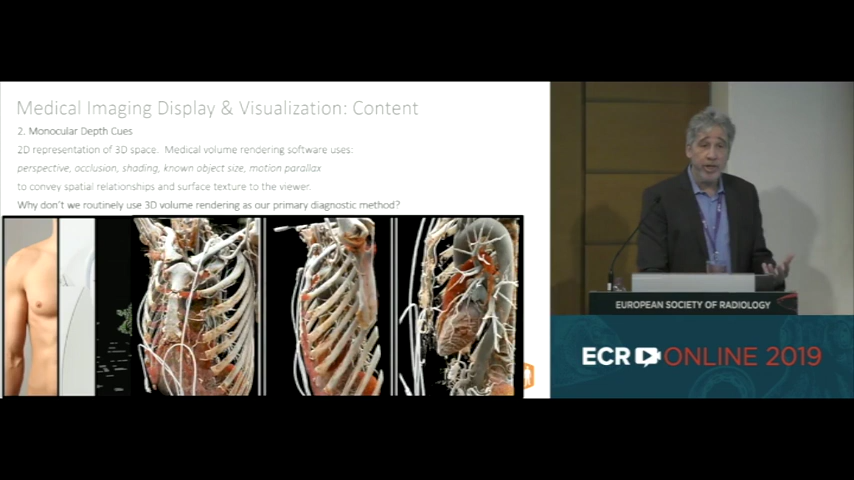 Medical Imaging Display & Visualization: Content
2. Monocular Depth Cues
2D representation of 3D space. Medical volume rendering software uses:
perspective, occlusion, shading, known object size, motion parallax
to convey spatial relationships and surface texture to the viewer.
Why don't we routinely use 3D volume rendering as our primary diagnostic method?
EUROPEAN SOCIETY OF RADIOLOGY
ECR ONLINE 2019